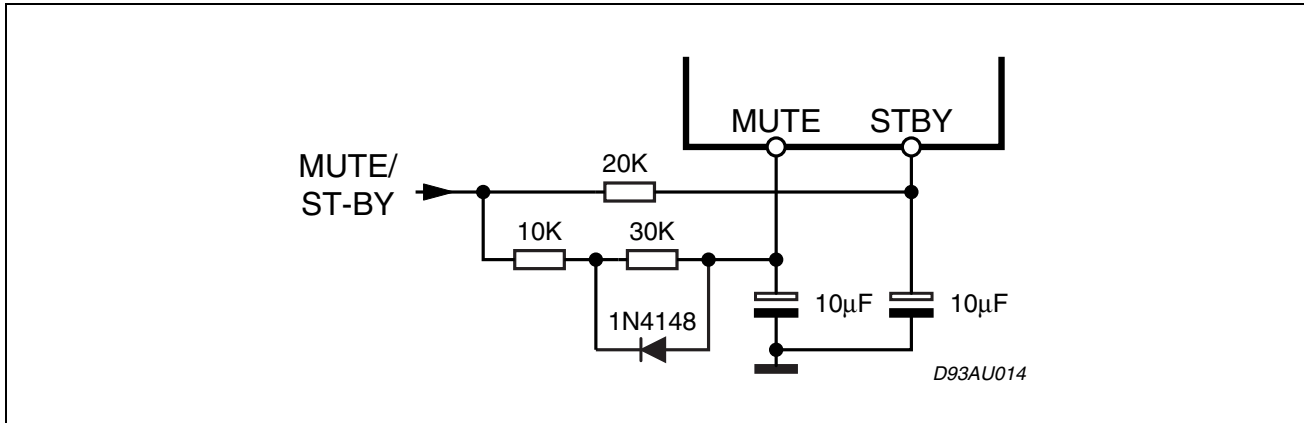 MUTE STBY
MUTE/
ST-BY
20K
10K 30K
10μF 10μF
1N4148
D93AU014